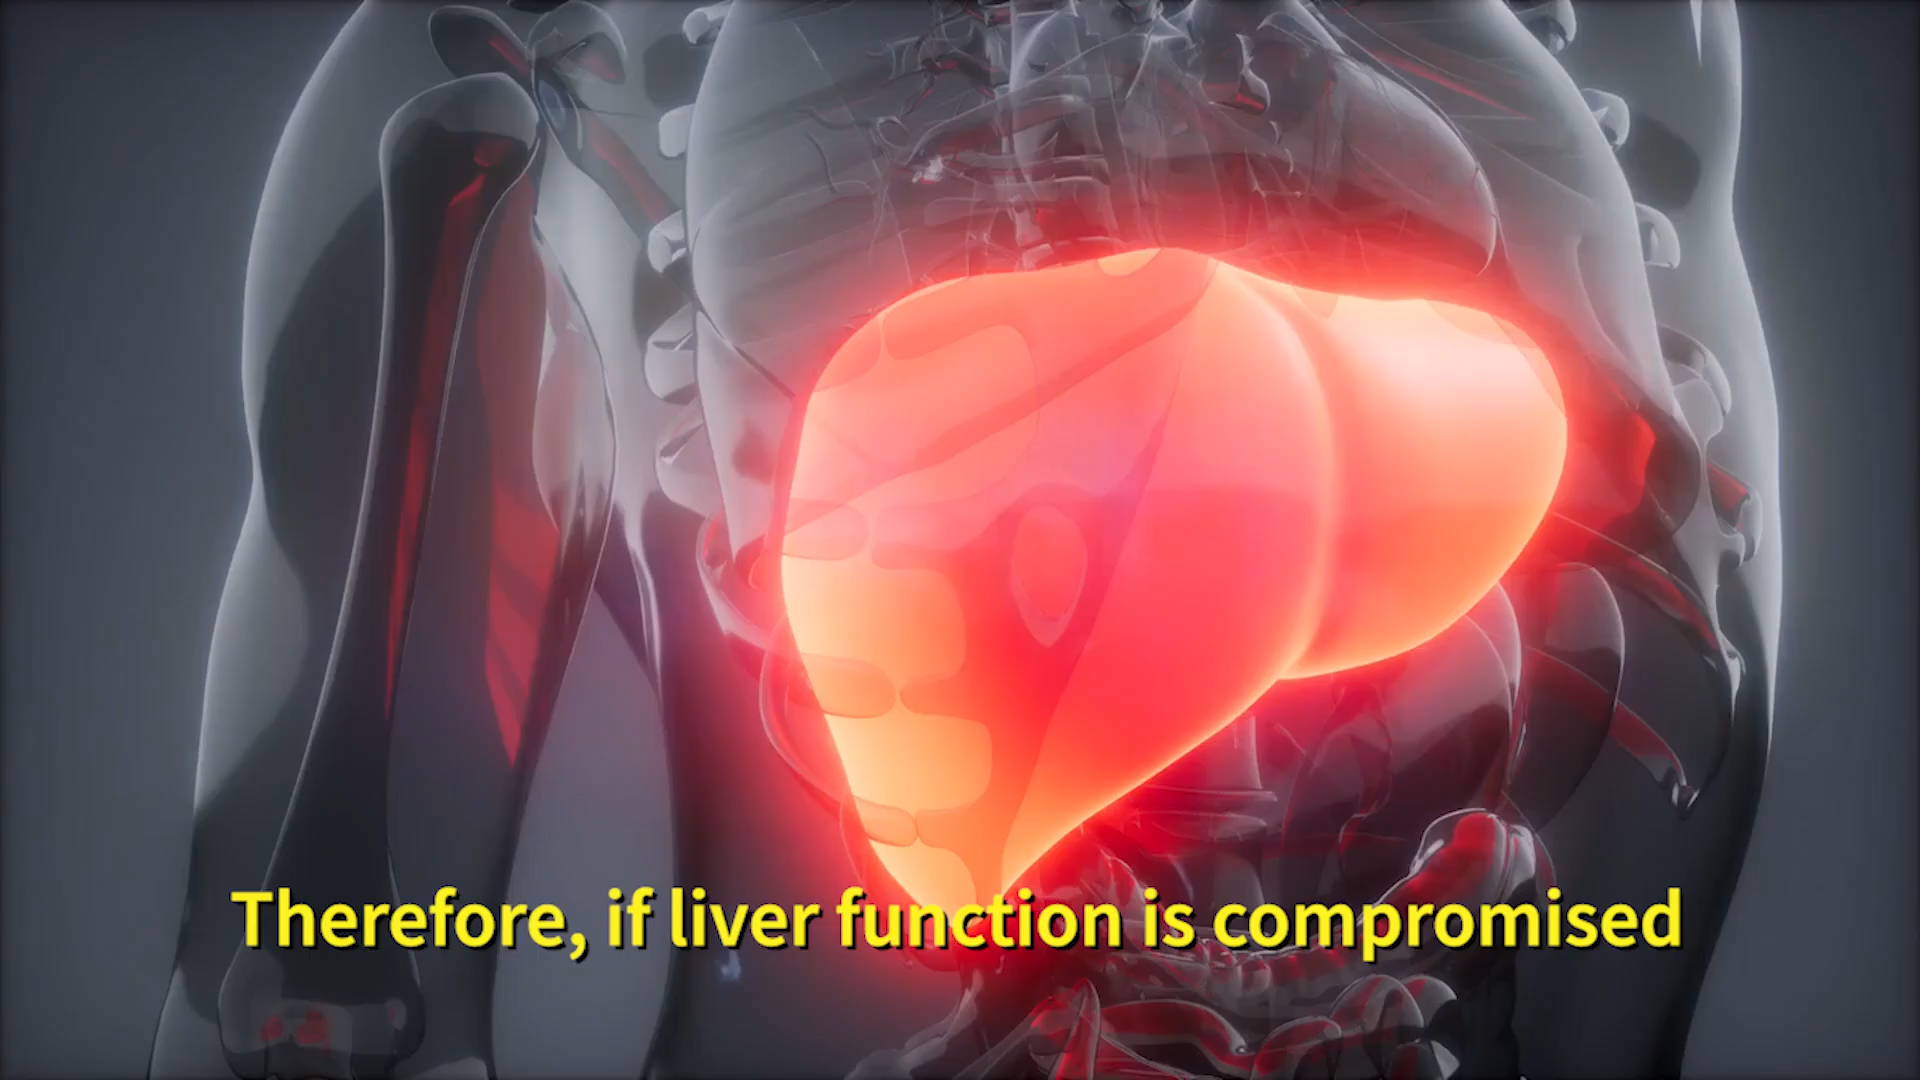 Therefore, if liver function is compromised